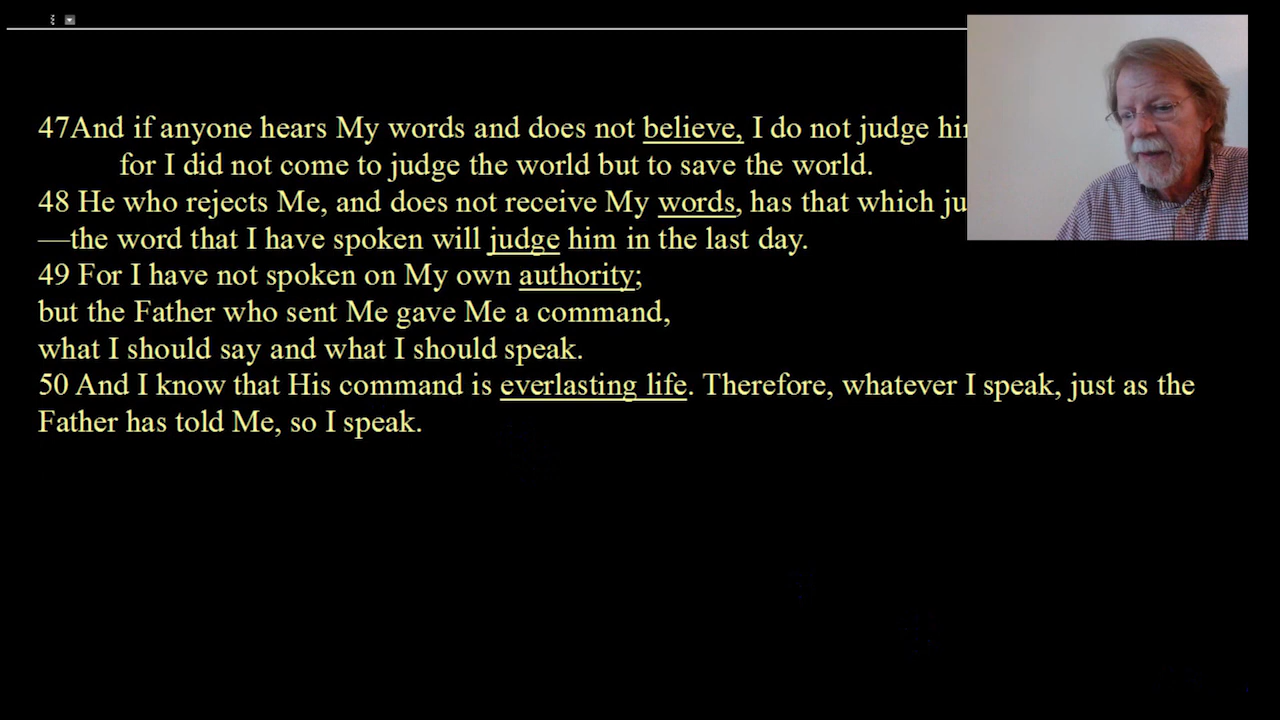 47And if anyone hears My words and does not believe, I do not judge
for I did not come to judge the world but to save the world.
48 He who rejects Me, and does not receive My words, has that which
—the word that I have spoken will judge him in the last day.
49 For I have not spoken on My own authority;
but the Father who sent Me gave Me a command,
what I should say and what I should speak.
50 And I know that His command is everlasting life. Therefore, whatever I speak, just as the
Father has told Me, so I speak.